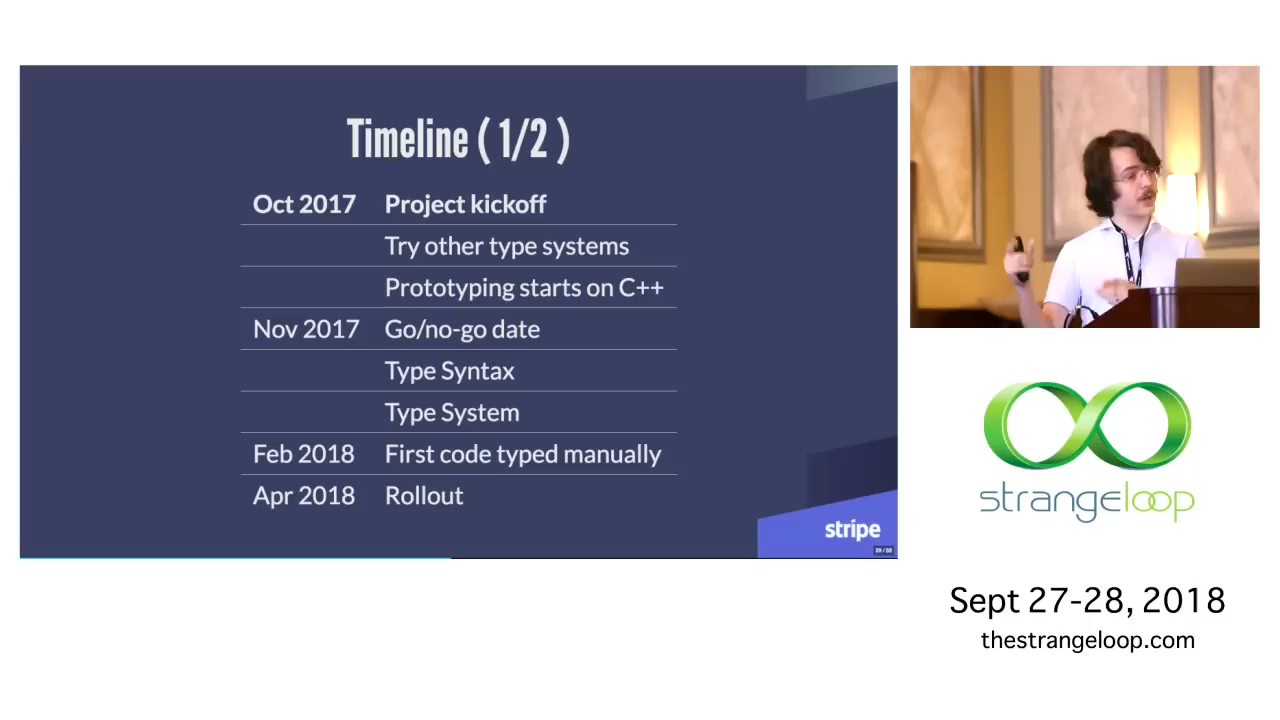 Timeline ( 1/2 )
Oct 2017 Project kickoff
Try other type systems
Prototyping starts on C++
Nov 2017 Go/no-go date
Type Syntax
Type System
Feb 2018 First code typed manually
Apr 2018 Rollout
stripe
28 / 58
strangeloop
Sept 27-28, 2018
thestrangeloop.com